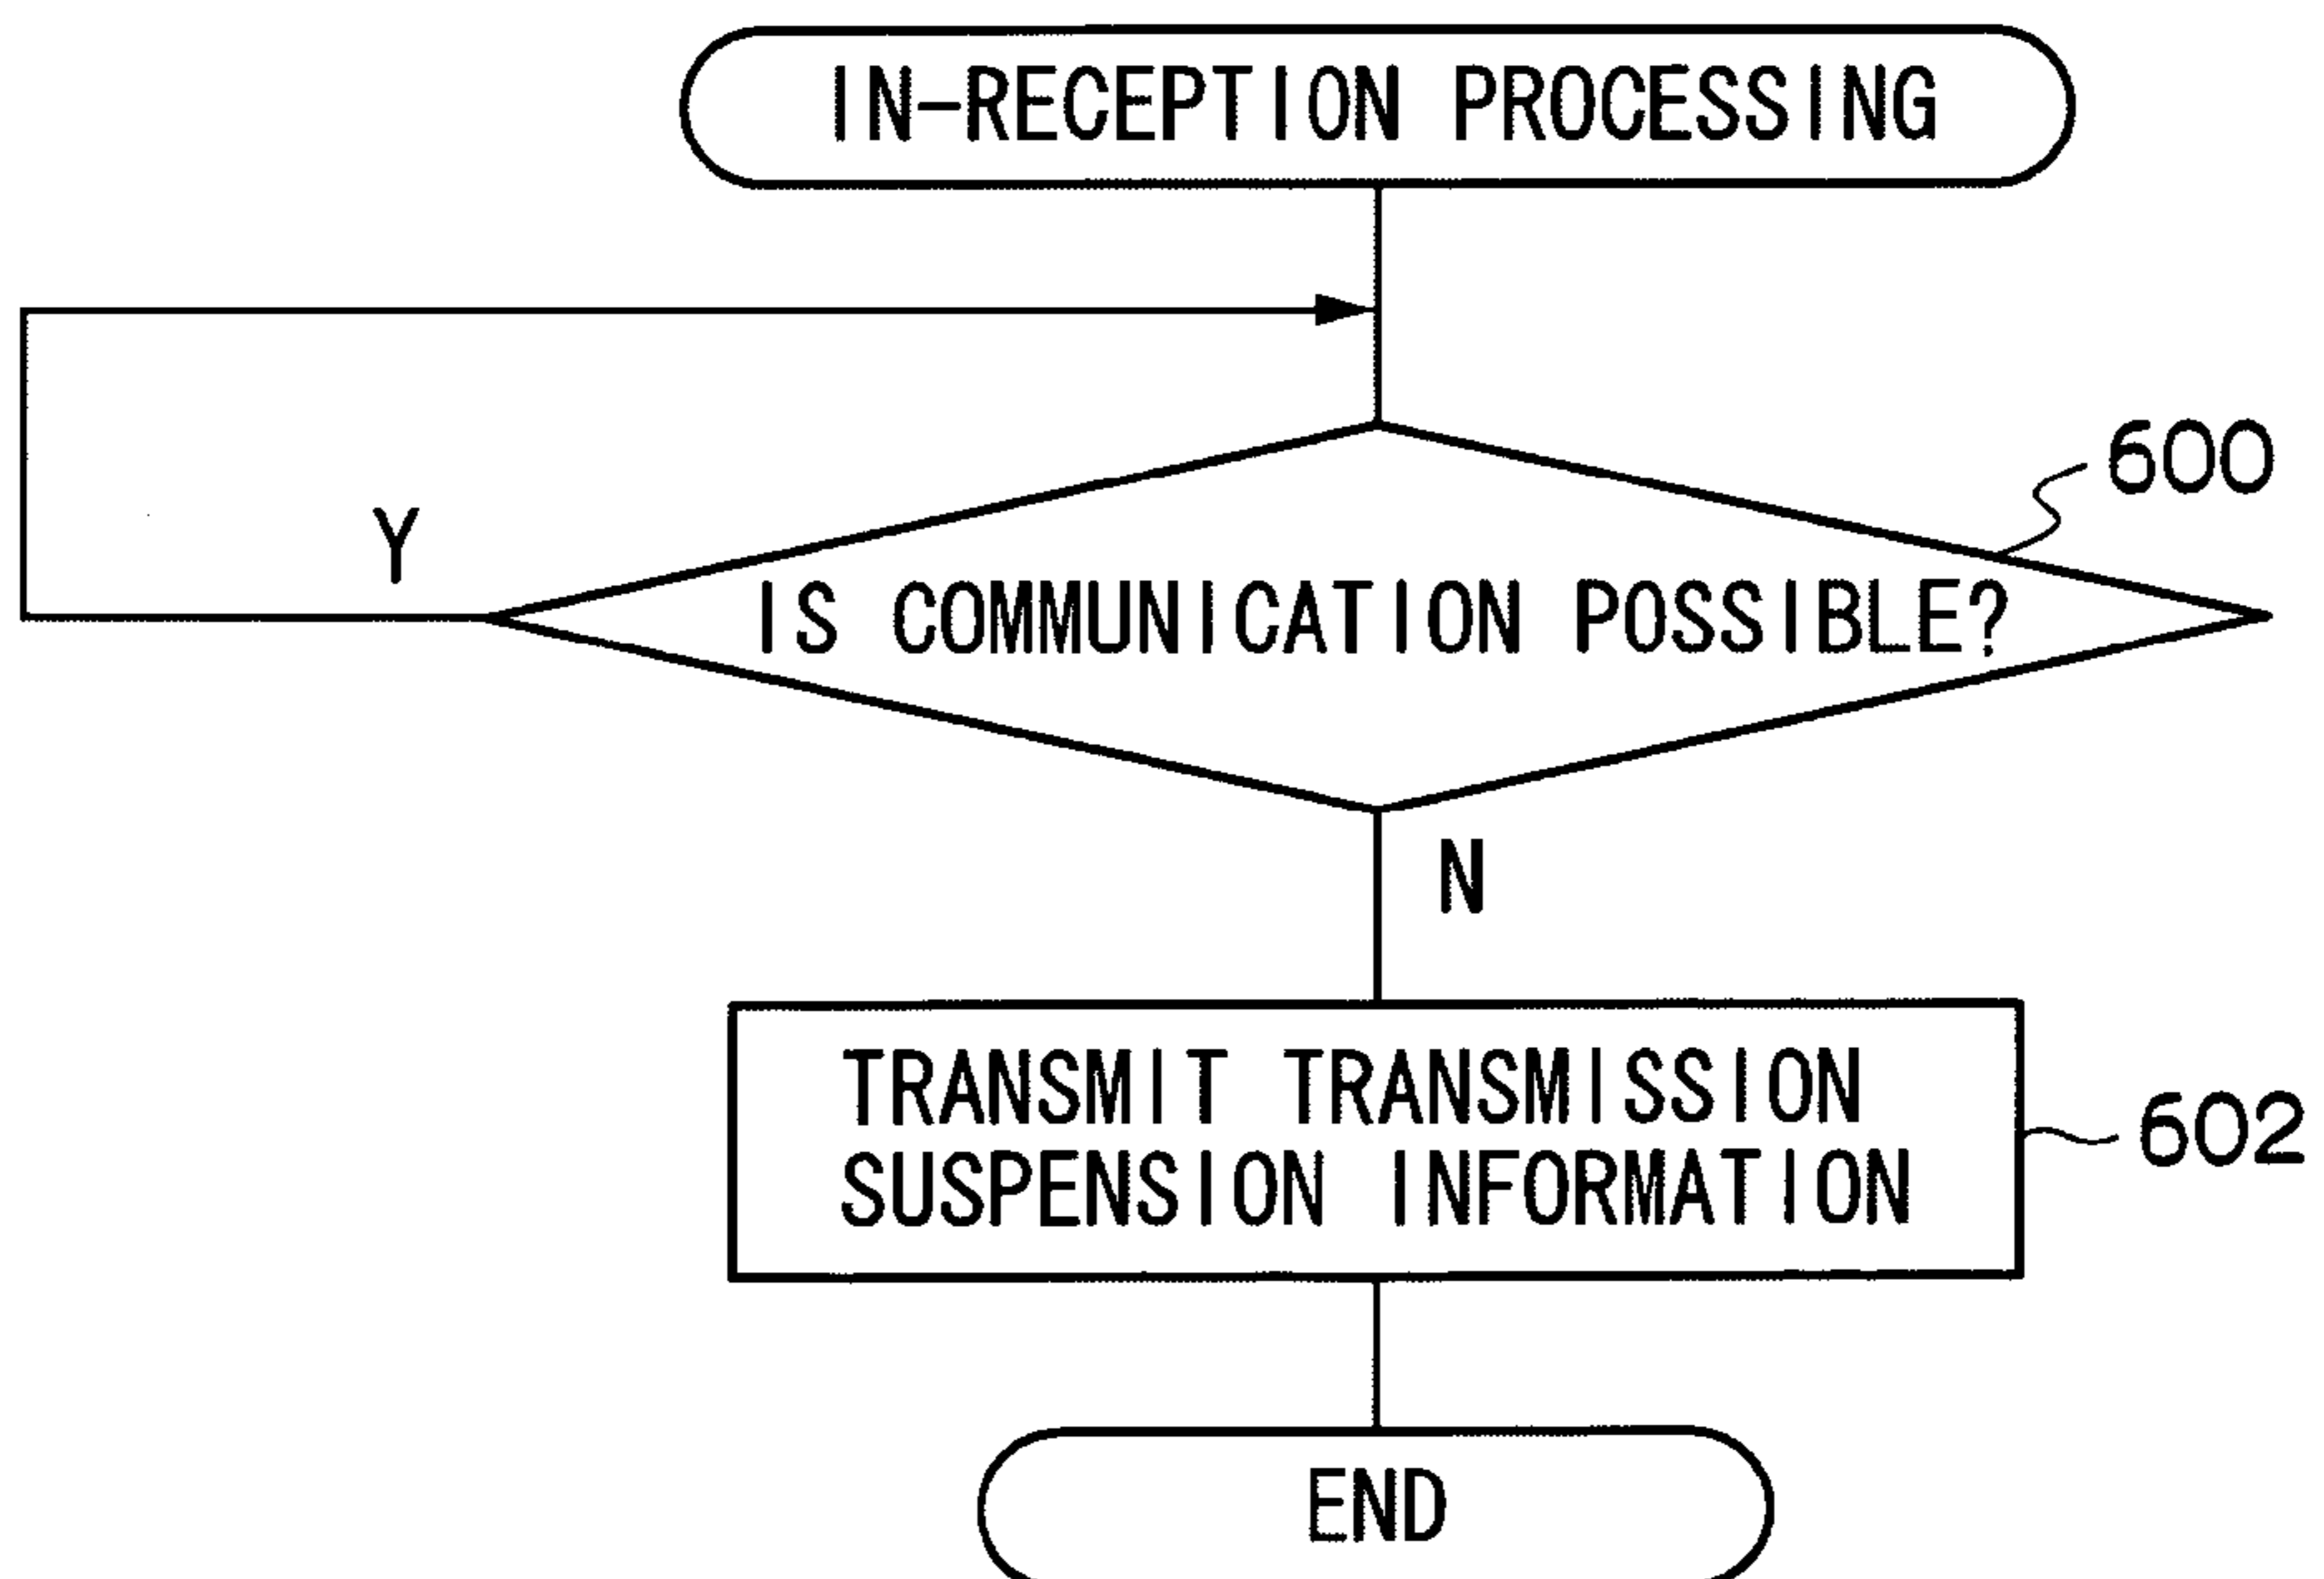 IN-RECEPTION PROCESSING
600
Y
IS COMMUNICATION POSSIBLE?
N
TRANSMIT TRANSMISSION
SUSPENSION INFORMATION
602
END